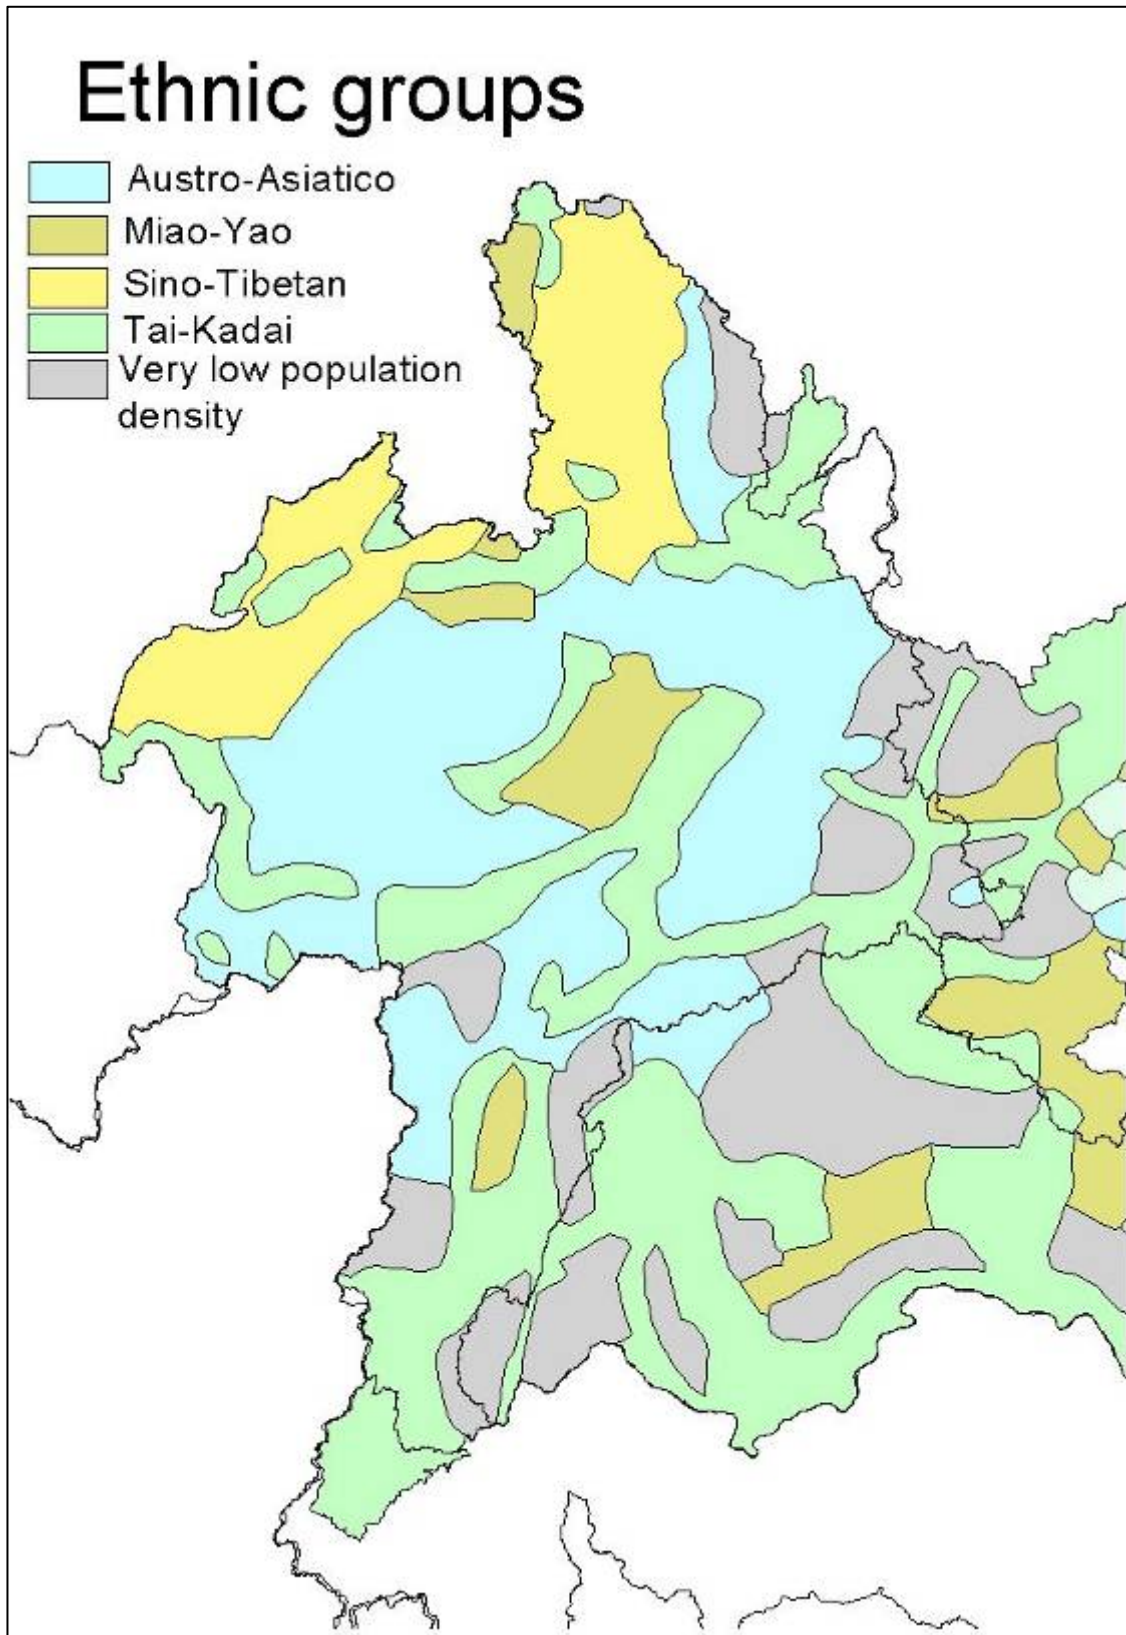 Ethnic groups
Austro-Asiatico
Miao-Yao
Sino-Tibetan
Tai-Kadai
Very low population
density